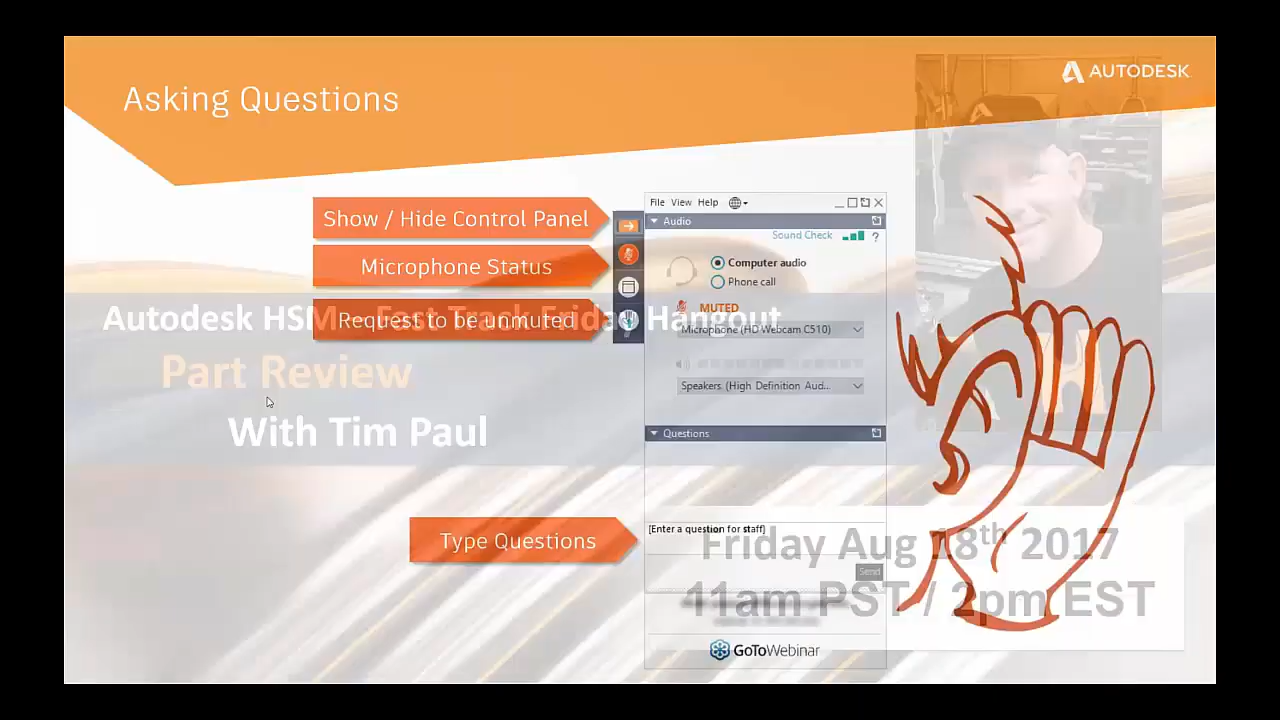 AUTODESK
Asking Questions
Show / Hide Control Panel
Microphone Status
Request to be unmuted
Autodesk HSM – Fast Track Friday Hangout
Part Review
With Tim Paul
File View Help
Audio
Sound Check
?
Computer audio
Phone call
MUTED
Microphone (HD Webcam C510)
Speakers (High Definition Aud...
Questions
Type Questions
[Enter a question for staff]
Send
Friday Aug 18th 2017
11am PST / 2pm EST
GoToWebinar